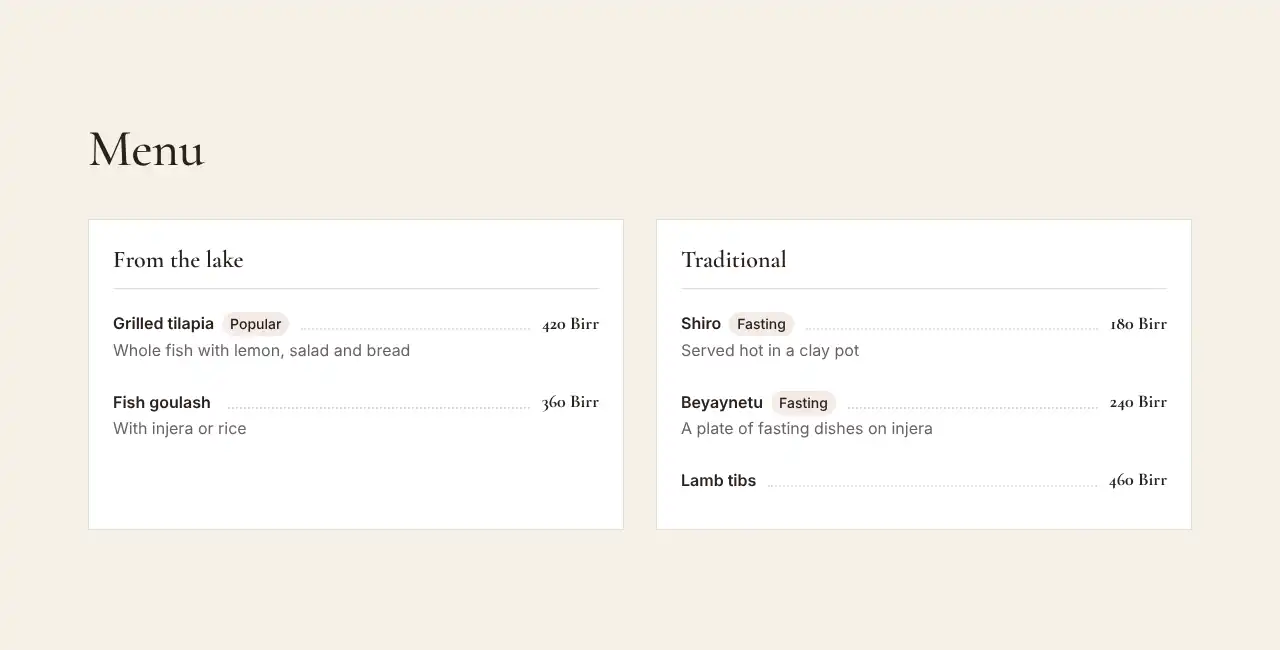 Menu
From the lake
Grilled tilapia Popular 420 Birr
Whole fish with lemon, salad and bread
Fish goulash 360 Birr
With injera or rice
Traditional
Shiro Fasting 180 Birr
Served hot in a clay pot
Beyaynetu Fasting 240 Birr
A plate of fasting dishes on injera
Lamb tibs 460 Birr